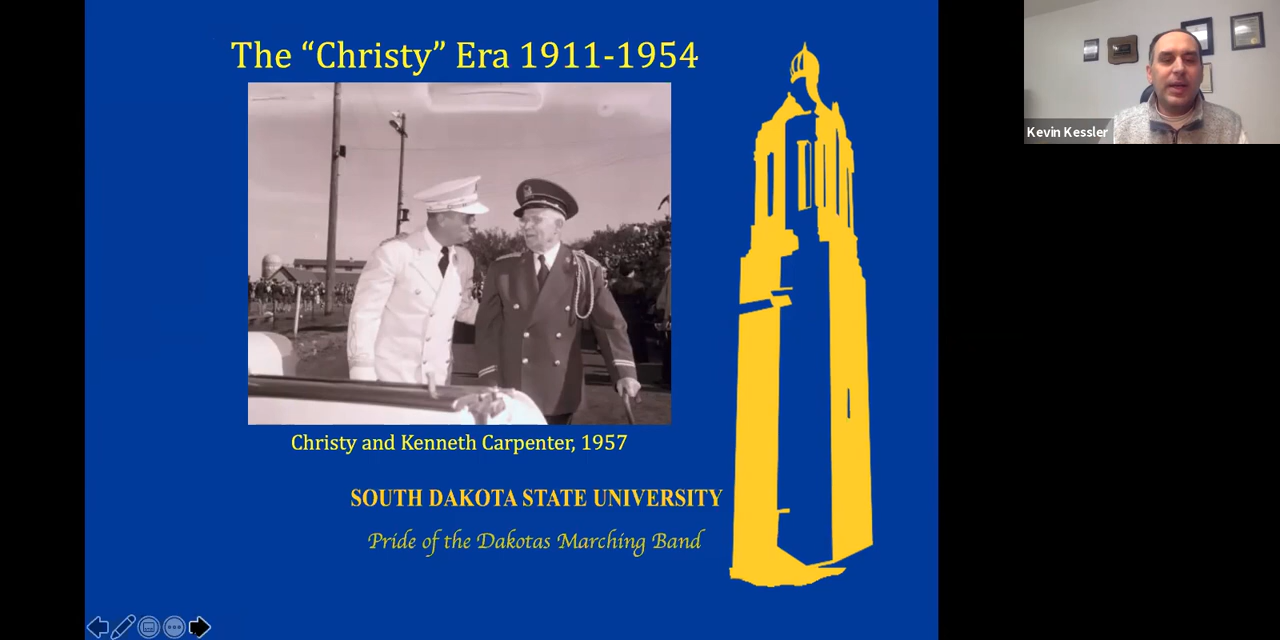 The “Christy” Era 1911-1954
Kevin Kessler
Christy and Kenneth Carpenter, 1957
SOUTH DAKOTA STATE UNIVERSITY
Pride of the Dakotas Marching Band